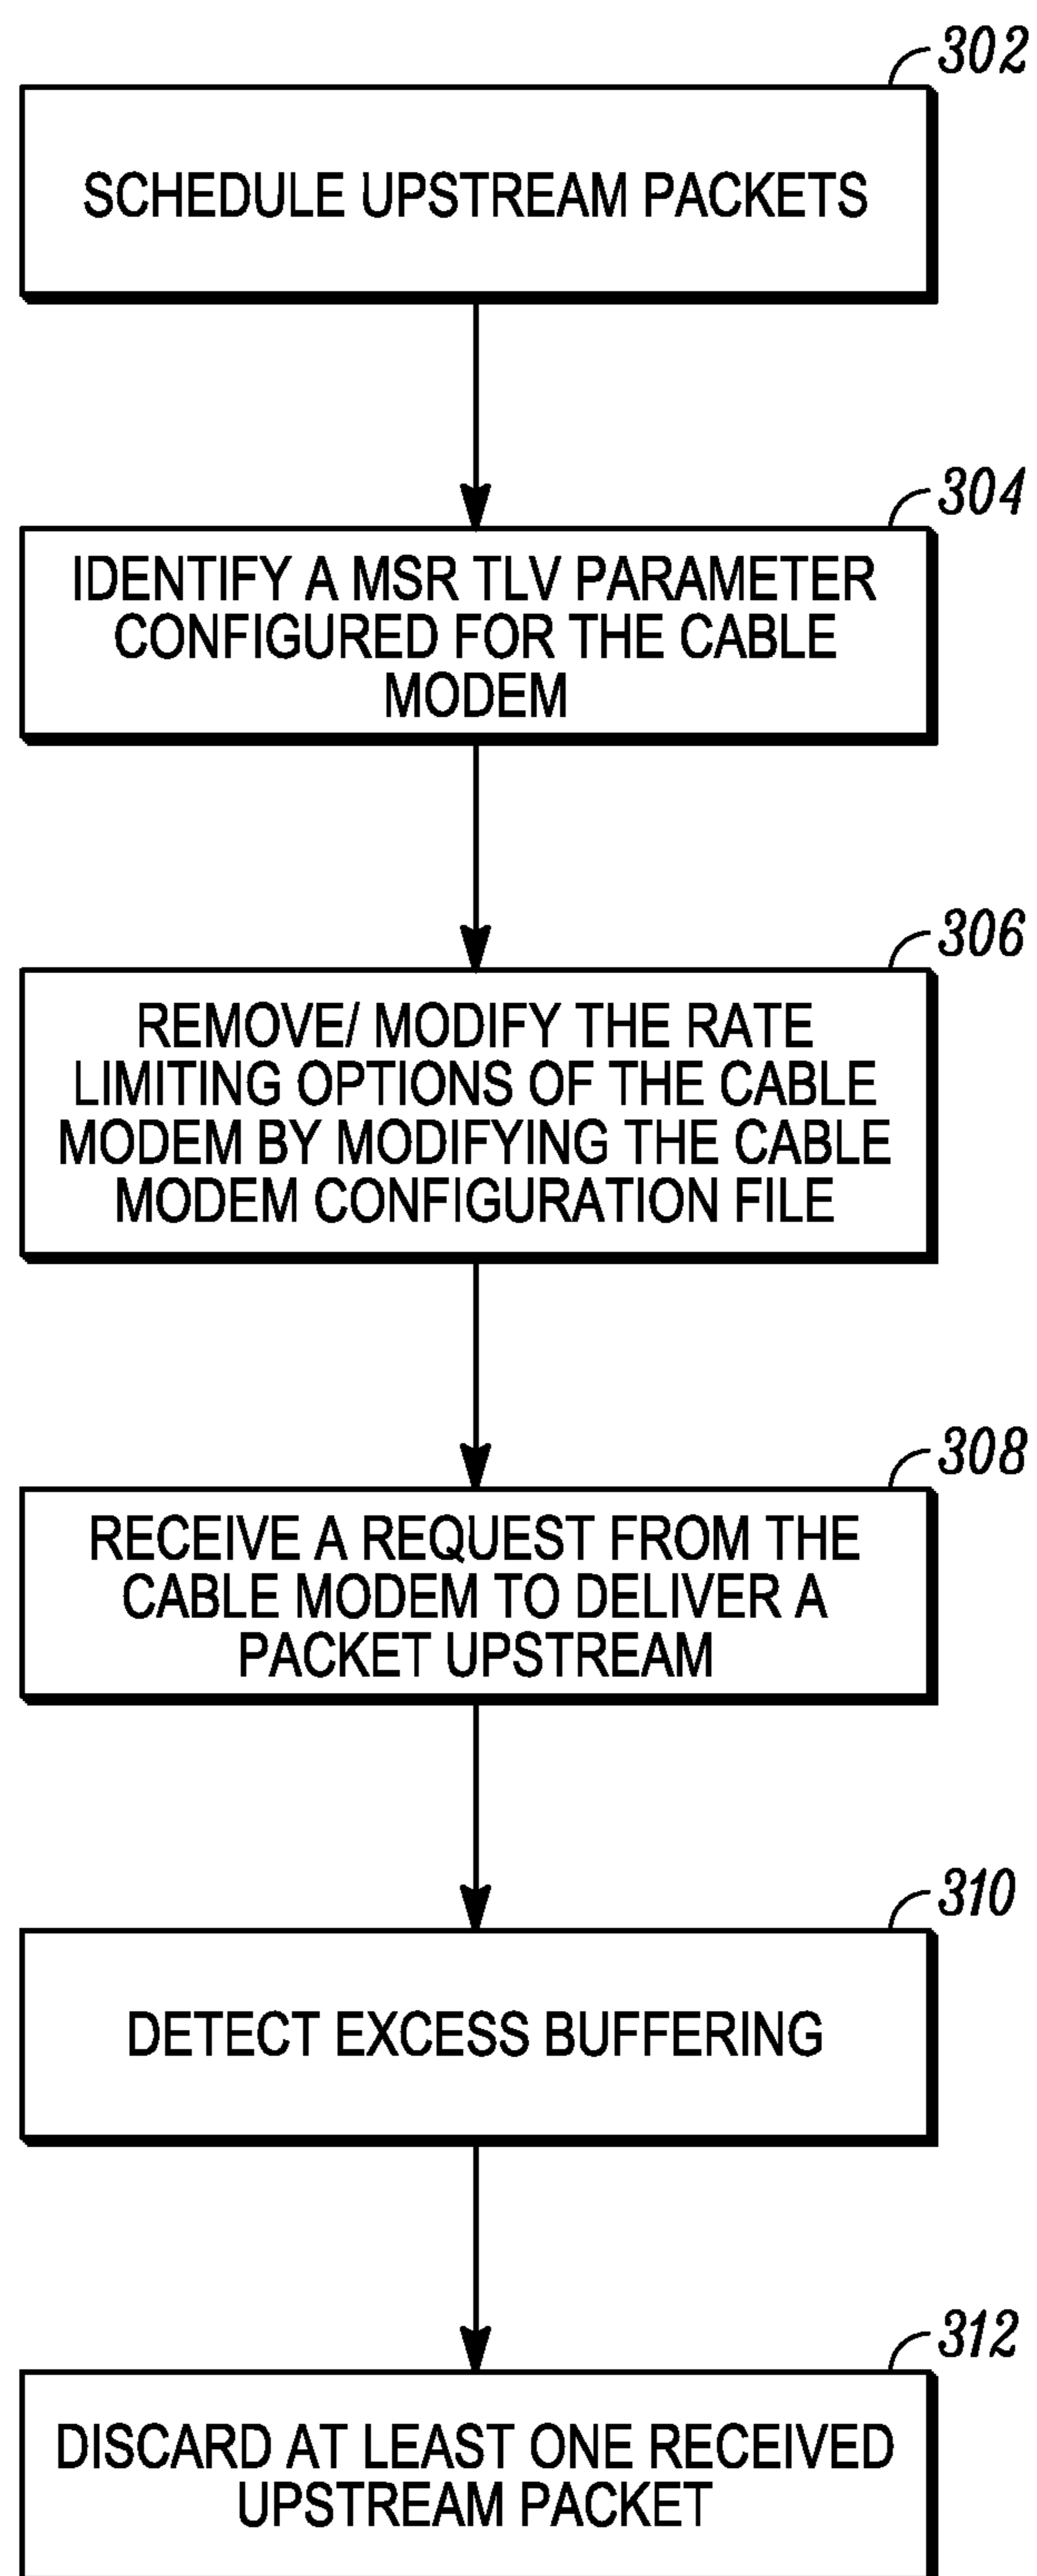 302
SCHEDULE UPSTREAM PACKETS
304
IDENTIFY A MSR TLV PARAMETER
CONFIGURED FOR THE CABLE
MODEM
306
REMOVE/ MODIFY THE RATE
LIMITING OPTIONS OF THE CABLE
MODEM BY MODIFYING THE CABLE
MODEM CONFIGURATION FILE
308
RECEIVE A REQUEST FROM THE
CABLE MODEM TO DELIVER A
PACKET UPSTREAM
310
DETECT EXCESS BUFFERING
312
DISCARD AT LEAST ONE RECEIVED
UPSTREAM PACKET